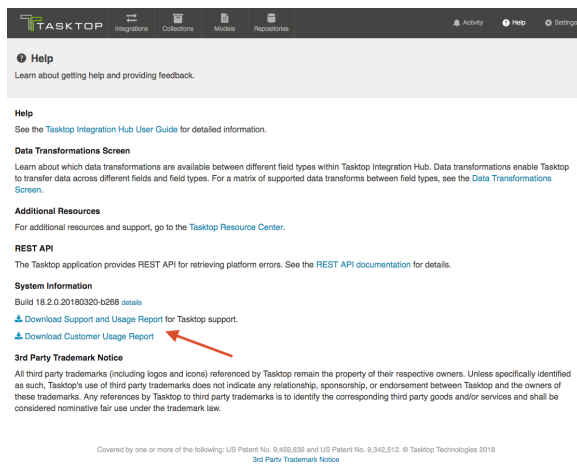 TASKTOP
Integrations
Collections
Models
Repositories
Activity
Help
Settings
Help
Learn about getting help and providing feedback.
Help
See the Tasktop Integration Hub User Guide for detailed information.
Data Transformations Screen
Learn about which data transformations are available between different field types within Tasktop Integration Hub. Data transformations enable Tasktop
to transfer data across different fields and field types. For a matrix of supported data transforms between field types, see the Data Transformations
Screen.
Additional Resources
For additional resources and support, go to the Tasktop Resource Center.
REST API
The Tasktop application provides REST API for retrieving platform errors. See the REST API documentation for details.
System Information
Build 18.2.0.20180320-b268 details
Download Support and Usage Report for Tasktop support.
Download Customer Usage Report
3rd Party Trademark Notice
All third party trademarks (including logos and icons) referenced by Tasktop remain the property of their respective owners. Unless specifically identified
as such, Tasktop's use of third party trademarks does not indicate any relationship, sponsorship, or endorsement between Tasktop and the owners of
these trademarks. Any references by Tasktop to third party trademarks is to identify the corresponding third party goods and/or services and shall be
considered nominative fair use under the trademark law.
Covered by one or more of the following: US Patent No. 9,459,839 and US Patent No. 9,342,512. © Tasktop Technologies 2018
3rd Party Trademark Notice